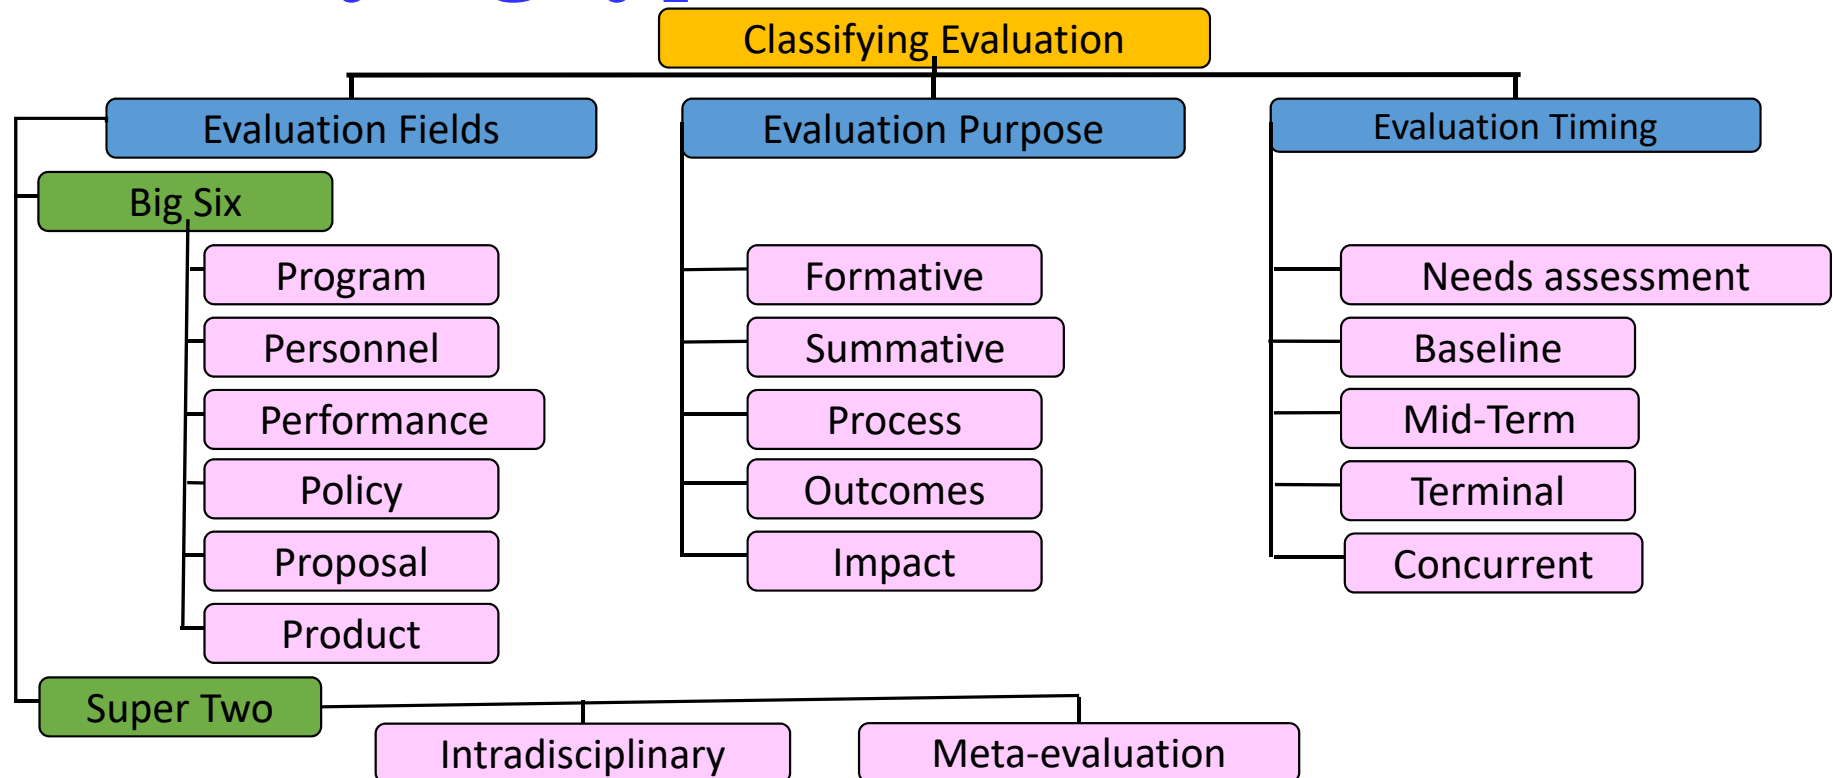 Classifying Evaluation
Evaluation Fields
Evaluation Purpose
Evaluation Timing
Big Six
Program
Personnel
Performance
Policy
Proposal
Product
Super Two
Intradisciplinary
Meta-evaluation
Formative
Summative
Process
Outcomes
Impact
Needs assessment
Baseline
Mid-Term
Terminal
Concurrent